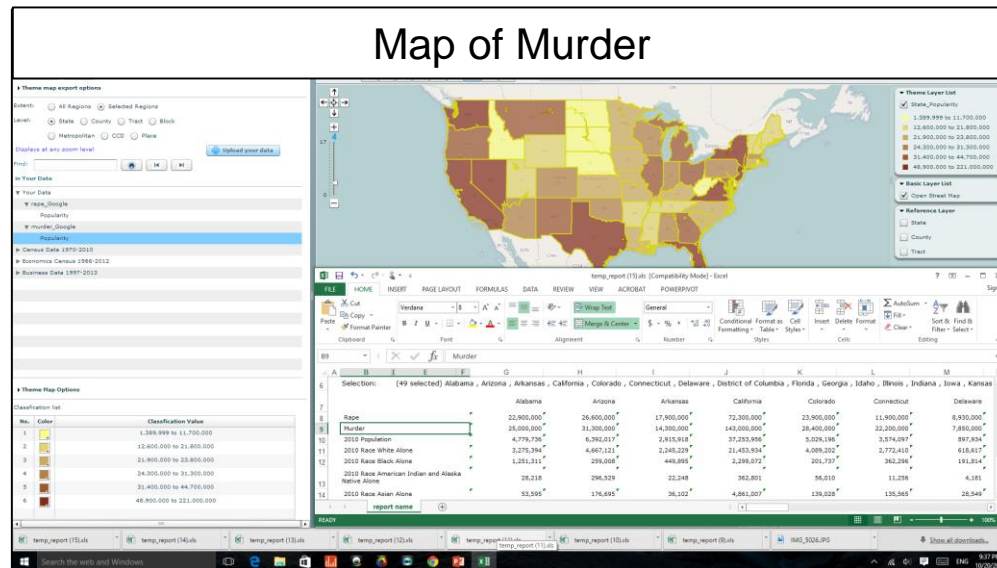 Map of Murder
Theme map export options
Extent: All Regions Selected Regions
Level: State County Tract Block
Metropolitan CCD Place
Displays at any zoom level
Upload your data
Find:
in Your Data
Your Data
rape_Google
Popularity
murder_Google
Popularity
Census Data 1970-2010
Economics Census 1986-2012
Business Data 1997-2013
Theme Map Options
Classfication list
No. Color Classfication Value
1 1.389.999 to 11.700.000
2 12.600.000 to 21.800.000
3 21.900.000 to 23.800.000
4 24.300.000 to 31.300.000
5 31.400.000 to 44.700.000
6 48.900.000 to 221.000.000
17
0
Theme Layer List
State_Popularity
1.389.999 to 11.700.000
12.600.000 to 21.800.000
21.900.000 to 23.800.000
24.300.000 to 31.300.000
31.400.000 to 44.700.000
48.900.000 to 221.000.000
Basic Layer List
Open Street Map
Reference Layer
State
County
Tract
temp_report (15).xls [Compatibility Mode] - Excel
FILE HOME INSERT PAGE LAYOUT FORMULAS DATA REVIEW VIEW ACROBAT POWERPIVOT
Paste
Cut
Copy
Format Painter
Clipboard
Verdana 8
B I U
Font
Wrap Text
Merge & Center
Alignment
General
$ - % ,
Number
Conditional Formatting
Format as Table
Cell Styles
Styles
Insert Delete Format
Cells
AutoSum
Fill
Clear
Sort & Filter
Find & Select
Editing
B9
fx Murder
A B I E F G H I J K L M
6 Selection: (49 selected) Alabama , Arizona , Arkansas , California , Colorado , Connecticut , Delaware , District of Columbia , Florida , Georgia , Idaho , Illinois , Indiana , Iowa , Kansas
7 Alabama Arizona Arkansas California Colorado Connecticut Delaware
8 Rape 22,900,000 26,600,000 17,900,000 72,300,000 23,900,000 11,900,000 8,930,000
9 Murder 25,000,000 31,300,000 14,300,000 143,000,000 28,400,000 22,200,000 7,850,000
10 2010 Population 4,779,736 6,392,017 2,915,918 37,253,956 5,029,196 3,574,097 897,934
11 2010 Race White Alone 3,275,394 4,667,121 2,245,229 21,453,934 4,089,202 2,772,410 618,617
12 2010 Race Black Alone 1,251,311 259,008 449,895 2,299,072 201,737 362,296 191,814
2010 Race American Indian and Alaska
13 Native Alone 28,218 296,529 22,248 362,801 56,010 11,256 4,181
14 2010 Race Asian Alone 53,595 176,695 36,102 4,861,007 139,028 135,565 28,549
report name
READY
100%
temp_report (15).xls
temp_report (14).xls
temp_report (13).xls
temp_report (12).xls
temp_report (11).xls
temp_report (10).xls
temp_report (9).xls
IMG_5026.JPG
Show all downloads...
Search the web and Windows
ENG
9:37 PM